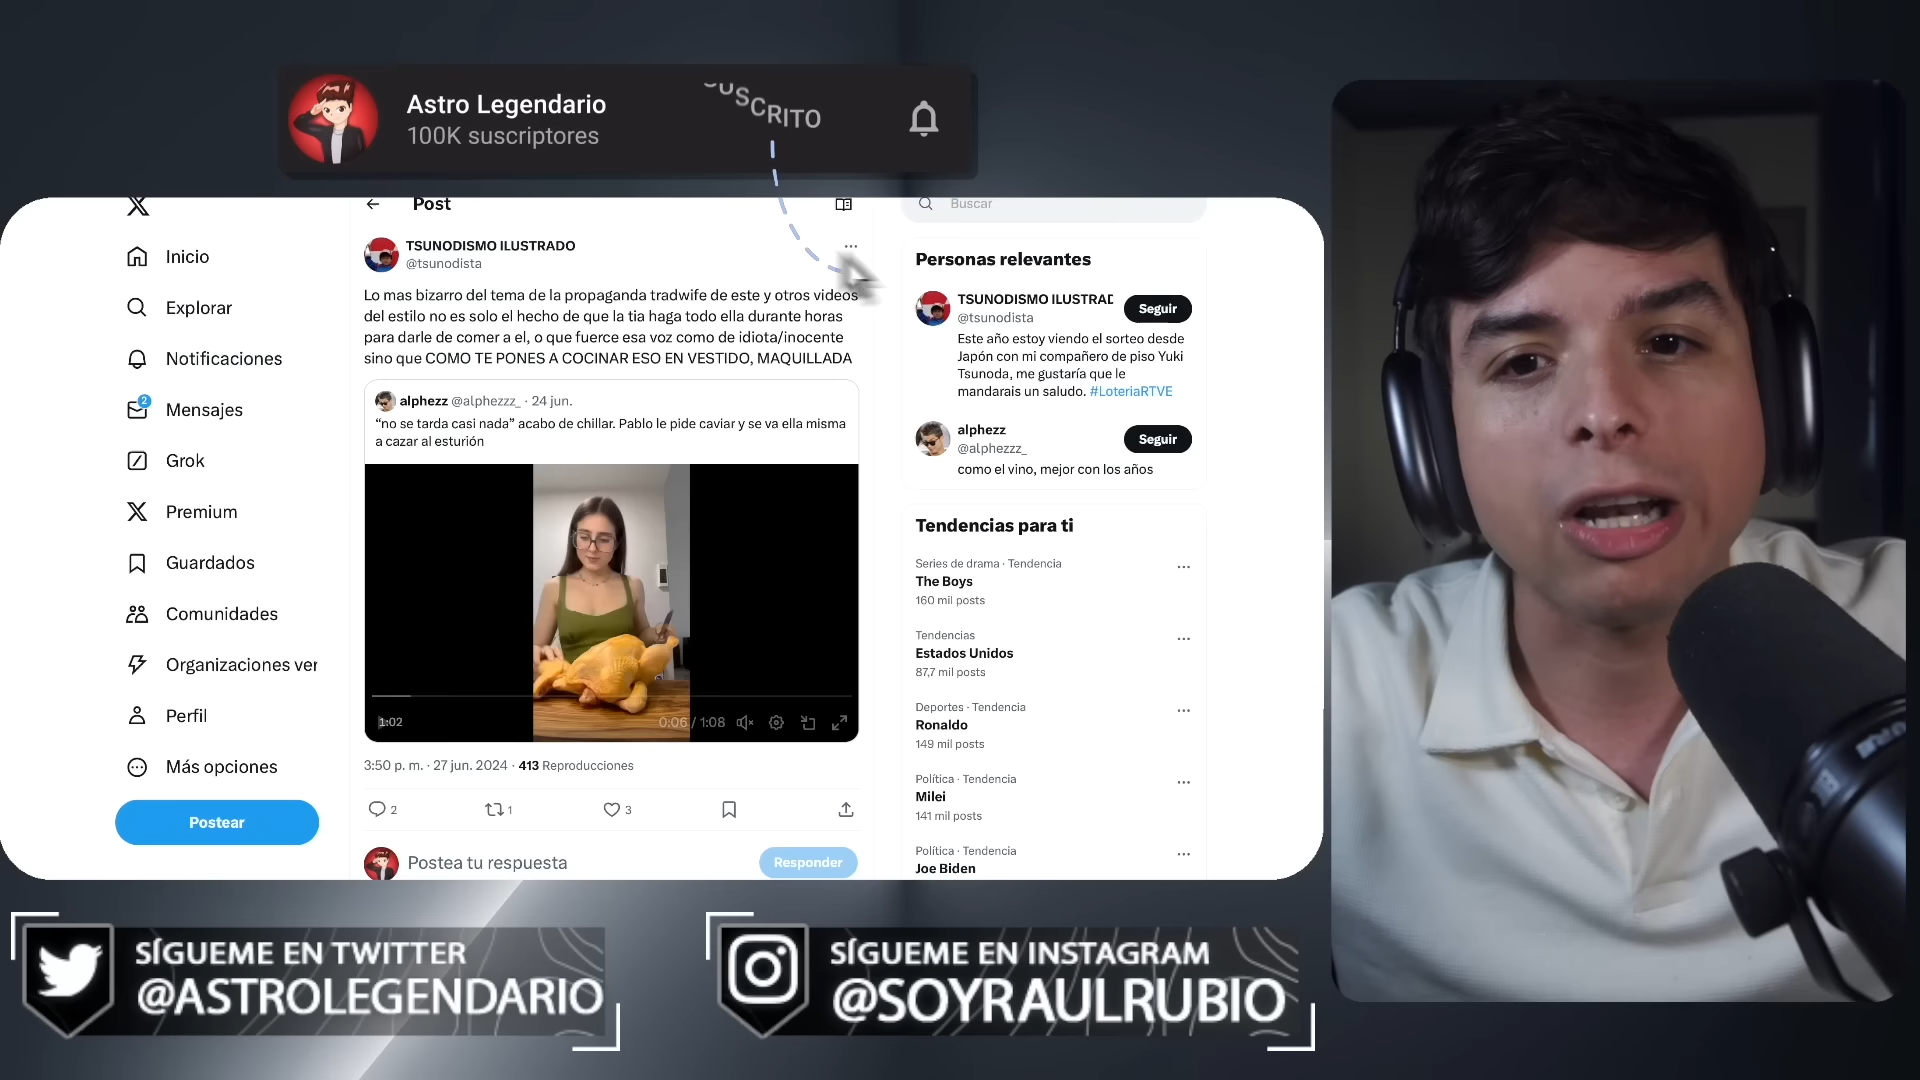 Astro Legendario
100K suscriptores
SUSCRITO
Inicio
Explorar
Notificaciones
2
Mensajes
Grok
Premium
Guardados
Comunidades
Organizaciones ver
Perfil
Más opciones
Postear
Post
TSUNODISMO ILUSTRADO
@tsunodista
Lo mas bizarro del tema de la propaganda tradwife de este y otros videos
del estilo no es solo el hecho de que la tia haga todo ella durante horas
para darle de comer a el, o que fuerce esa voz como de idiota/inocente
sino que COMO TE PONES A COCINAR ESO EN VESTIDO, MAQUILLADA
alphezz @alphezzz_ · 24 jun.
“no se tarda casi nada” acabo de chillar. Pablo le pide caviar y se va ella misma
a cazar al esturión
1:02
0:06 / 1:08
3:50 p. m. · 27 jun. 2024 · 413 Reproducciones
2
1
3
Postea tu respuesta
Responder
Buscar
Personas relevantes
TSUNODISMO ILUSTRAD
@tsunodista
Seguir
Este año estoy viendo el sorteo desde
Japón con mi compañero de piso Yuki
Tsunoda, me gustaría que le
mandarais un saludo. #LoteriaRTVE
alphezz
@alphezzz_
Seguir
como el vino, mejor con los años
Tendencias para ti
Series de drama · Tendencia
The Boys
160 mil posts
Tendencias
Estados Unidos
87,7 mil posts
Deportes · Tendencia
Ronaldo
149 mil posts
Política · Tendencia
Milei
141 mil posts
Política · Tendencia
Joe Biden
SÍGUEME EN TWITTER
@ASTROLEGENDARIO
SÍGUEME EN INSTAGRAM
@SOYRAULRUBIO